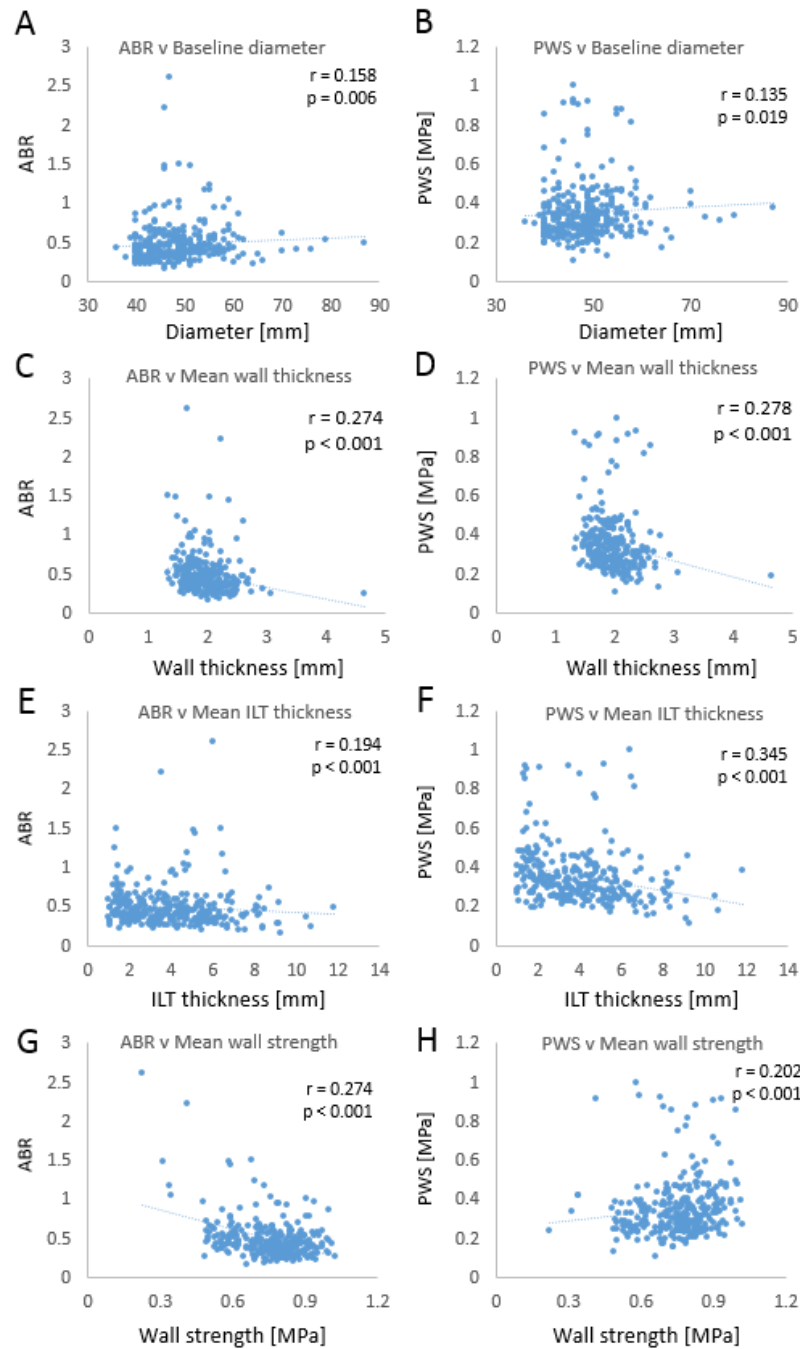 A
ABR v Baseline diameter
r = 0.158
p = 0.006
3
2.5
2
1.5
1
0.5
0
ABR
30 40 50 60 70 80 90
Diameter [mm]
B
PWS v Baseline diameter
r = 0.135
p = 0.019
1.2
1
0.8
0.6
0.4
0.2
0
PWS [MPa]
30 50 70 90
Diameter [mm]
C
ABR v Mean wall thickness
r = 0.274
p < 0.001
3
2.5
2
1.5
1
0.5
0
ABR
0 1 2 3 4 5
Wall thickness [mm]
D
PWS v Mean wall thickness
r = 0.278
p < 0.001
1.2
1
0.8
0.6
0.4
0.2
0
PWS [MPa]
0 1 2 3 4 5
Wall thickness [mm]
E
ABR v Mean ILT thickness
r = 0.194
p < 0.001
3
2.5
2
1.5
1
0.5
0
ABR
0 2 4 6 8 10 12 14
ILT thickness [mm]
F
PWS v Mean ILT thickness
r = 0.345
p < 0.001
1.2
1
0.8
0.6
0.4
0.2
0
PWS [MPa]
0 2 4 6 8 10 12 14
ILT thickness [mm]
G
ABR v Mean wall strength
r = 0.274
p < 0.001
3
2.5
2
1.5
1
0.5
0
ABR
0 0.3 0.6 0.9 1.2
Wall strength [MPa]
H
PWS v Mean wall strength
r = 0.202
p < 0.001
1.2
1
0.8
0.6
0.4
0.2
0
PWS [MPa]
0 0.3 0.6 0.9 1.2
Wall strength [MPa]